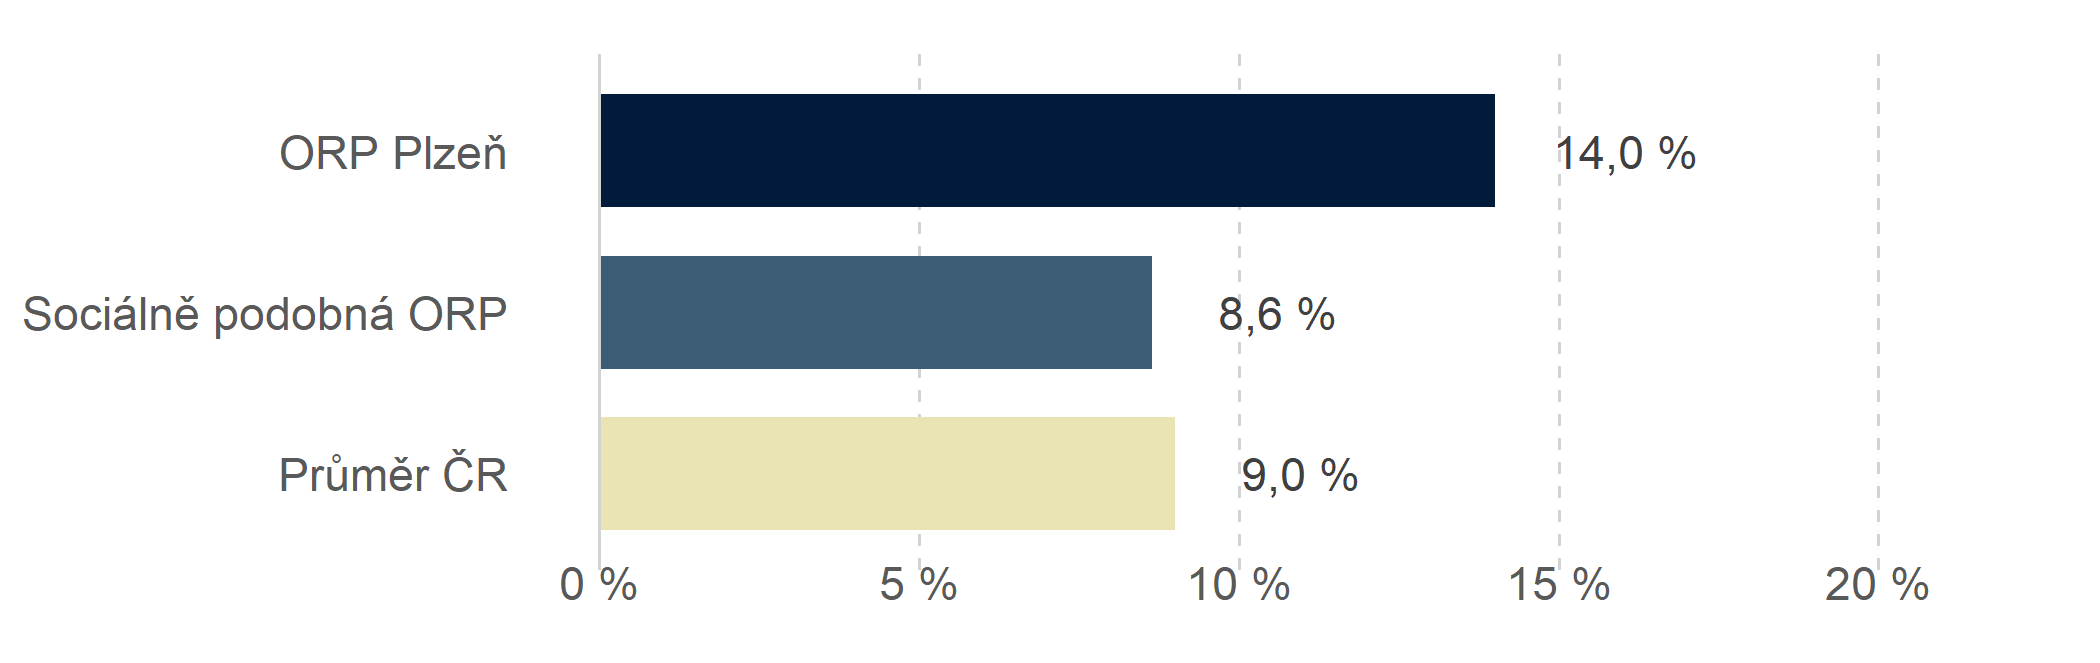 ORP Plzeň 14,0 %
Sociálně podobná ORP 8,6 %
Průměr ČR 9,0 %
0 % 5 % 10 % 15 % 20 %